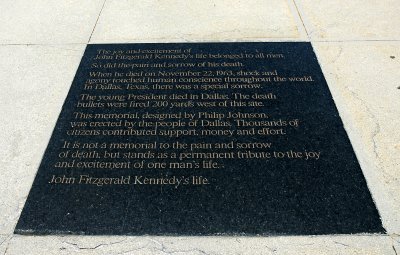 The joy and excitement of
John Fitzgerald Kennedy's life belonged to all men.
So did the pain and sorrow of his death.
When he died on November 22, 1963, shock and
agony touched human conscience throughout the world.
In Dallas, Texas, there was a special sorrow.
The young President died in Dallas. The death
bullets were fired 200 yards west of this site.
This memorial, designed by Philip Johnson,
was erected by the people of Dallas. Thousands of
citizens contributed support, money and effort.
It is not a memorial to the pain and sorrow
of death, but stands as a permanent tribute to the joy
and excitement of one man's life.
John Fitzgerald Kennedy's life.